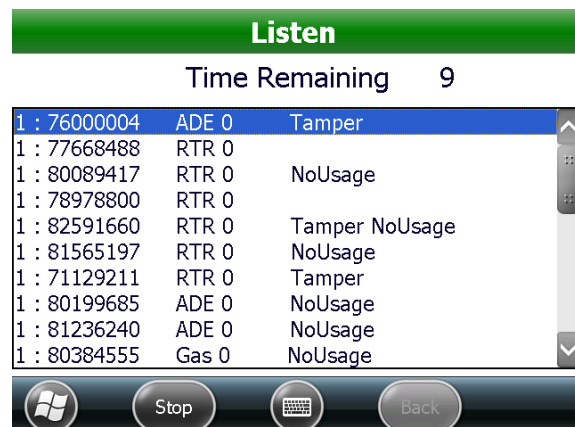 Listen
Time Remaining 9
1 : 76000004 ADE 0 Tamper
1 : 77668488 RTR 0
1 : 80089417 RTR 0 NoUsage
1 : 78978800 RTR 0
1 : 82591660 RTR 0 Tamper NoUsage
1 : 81565197 RTR 0 NoUsage
1 : 71129211 RTR 0 Tamper
1 : 80199685 ADE 0 NoUsage
1 : 81236240 ADE 0 NoUsage
1 : 80384555 Gas 0 NoUsage
Stop Back